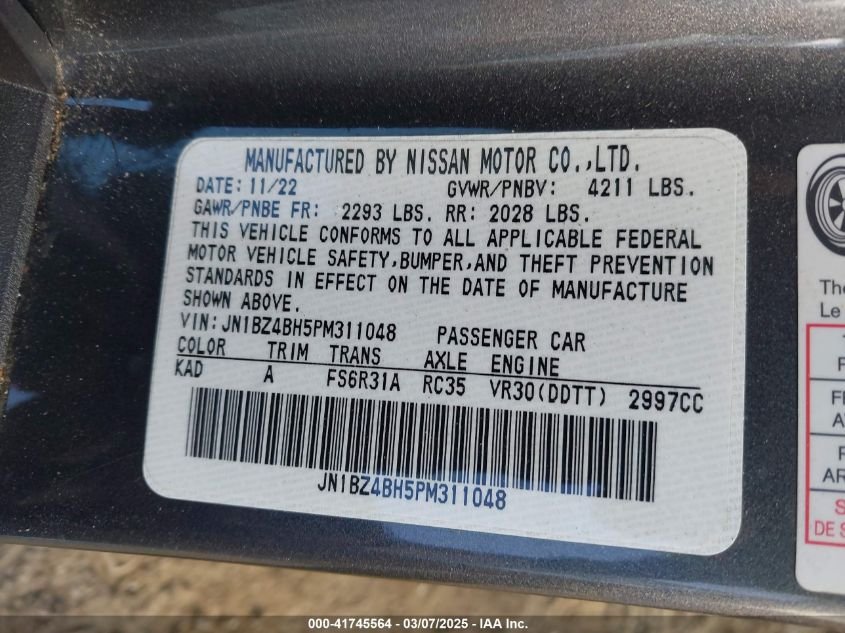 MANUFACTURED BY NISSAN MOTOR CO.,LTD.
DATE: 11/22 GVWR/PNBV: 4211 LBS.
GAWR/PNBE FR: 2293 LBS. RR: 2028 LBS.
THIS VEHICLE CONFORMS TO ALL APPLICABLE FEDERAL
MOTOR VEHICLE SAFETY,BUMPER,AND THEFT PREVENTION
STANDARDS IN EFFECT ON THE DATE OF MANUFACTURE
SHOWN ABOVE.
VIN: JN1BZ4BH5PM311048 PASSENGER CAR
COLOR TRIM TRANS AXLE ENGINE
KAD A FS6R31A RC35 VR30(DDTT) 2997CC
JN1BZ4BH5PM311048
The
Le
DE
000-41745564 - 03/07/2025 - IAA Inc.